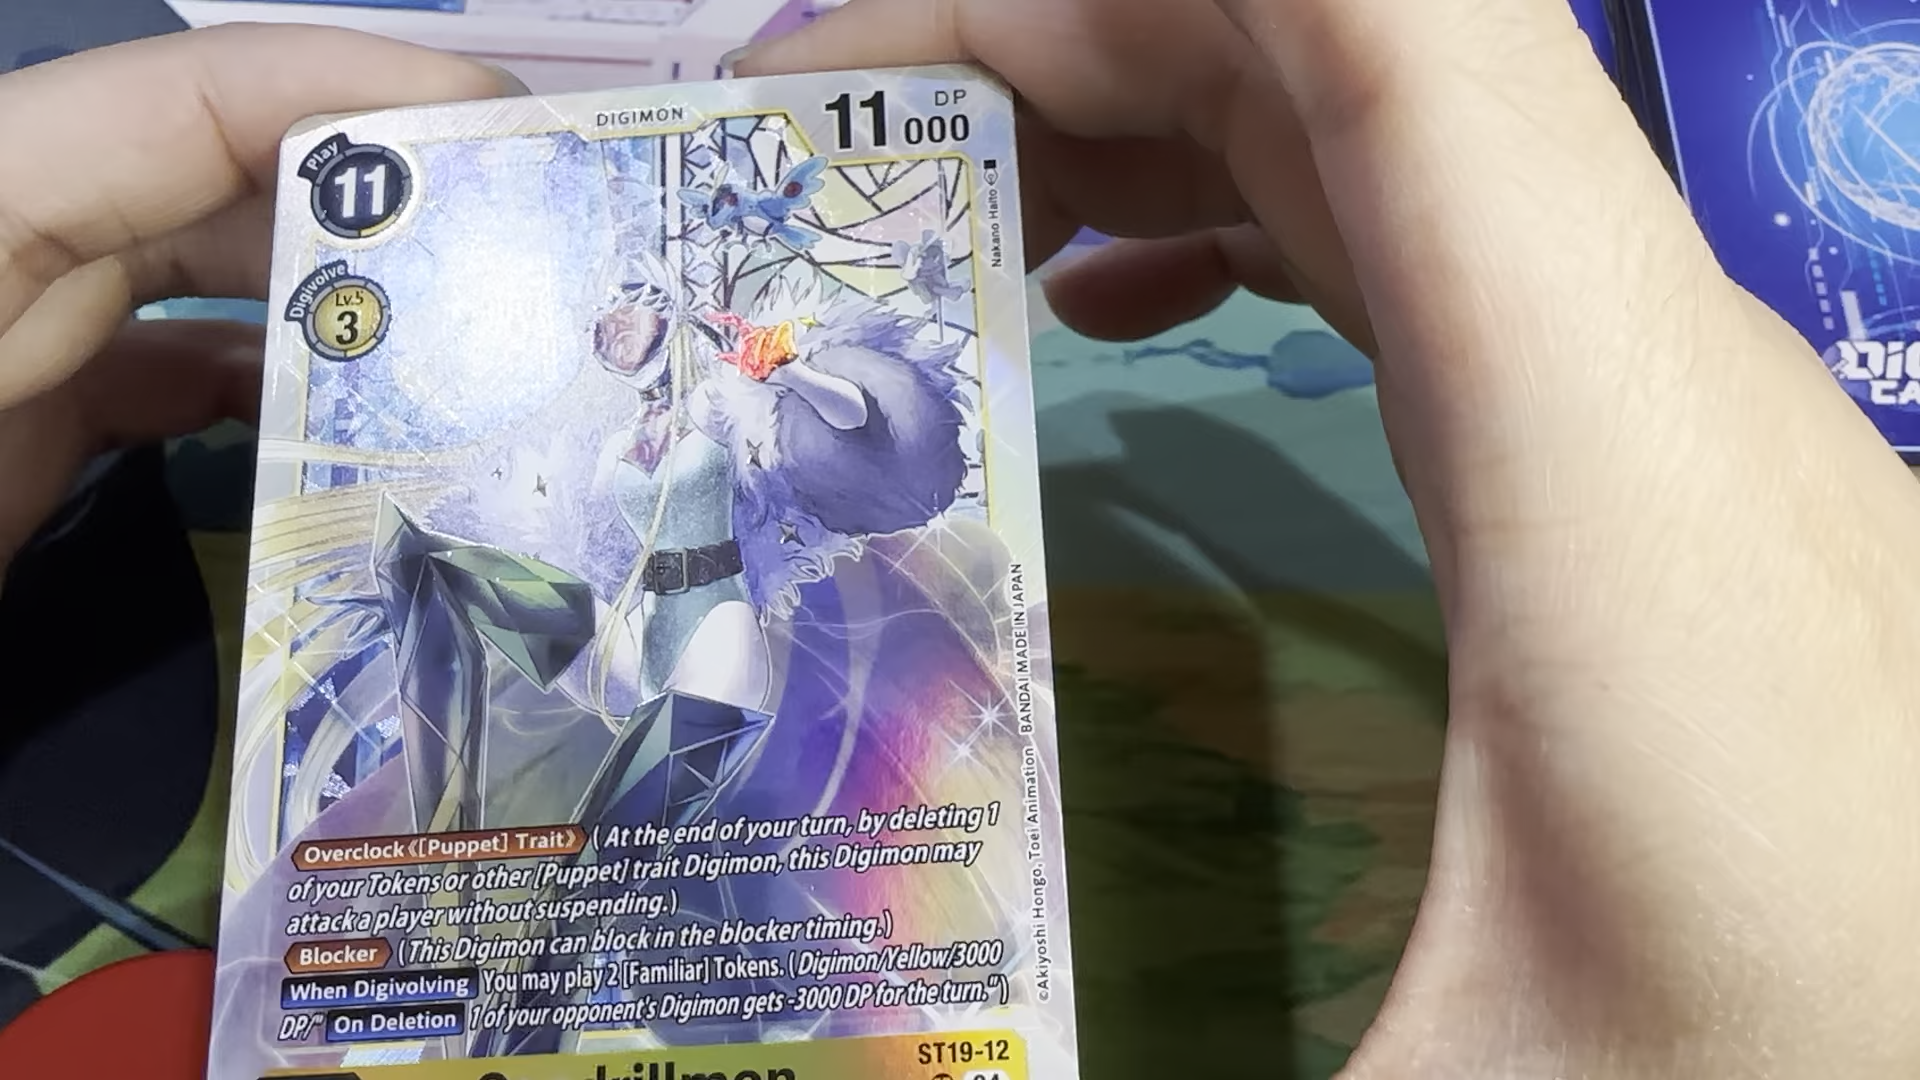 DIGIMON
DP
11000
Play
11
Digivolve
Lv.5
3
Nakano Haito
Overclock《[Puppet] Trait》 (At the end of your turn, by deleting 1
of your Tokens or other [Puppet] trait Digimon, this Digimon may
attack a player without suspending.)
Blocker (This Digimon can block in the blocker timing.)
When Digivolving You may play 2 [Familiar] Tokens. (Digimon/Yellow/3000
DP/" On Deletion 1 of your opponent's Digimon gets -3000 DP for the turn.")
©Akiyoshi Hongo, Toei Animation BANDAI MADE IN JAPAN
ST19-12